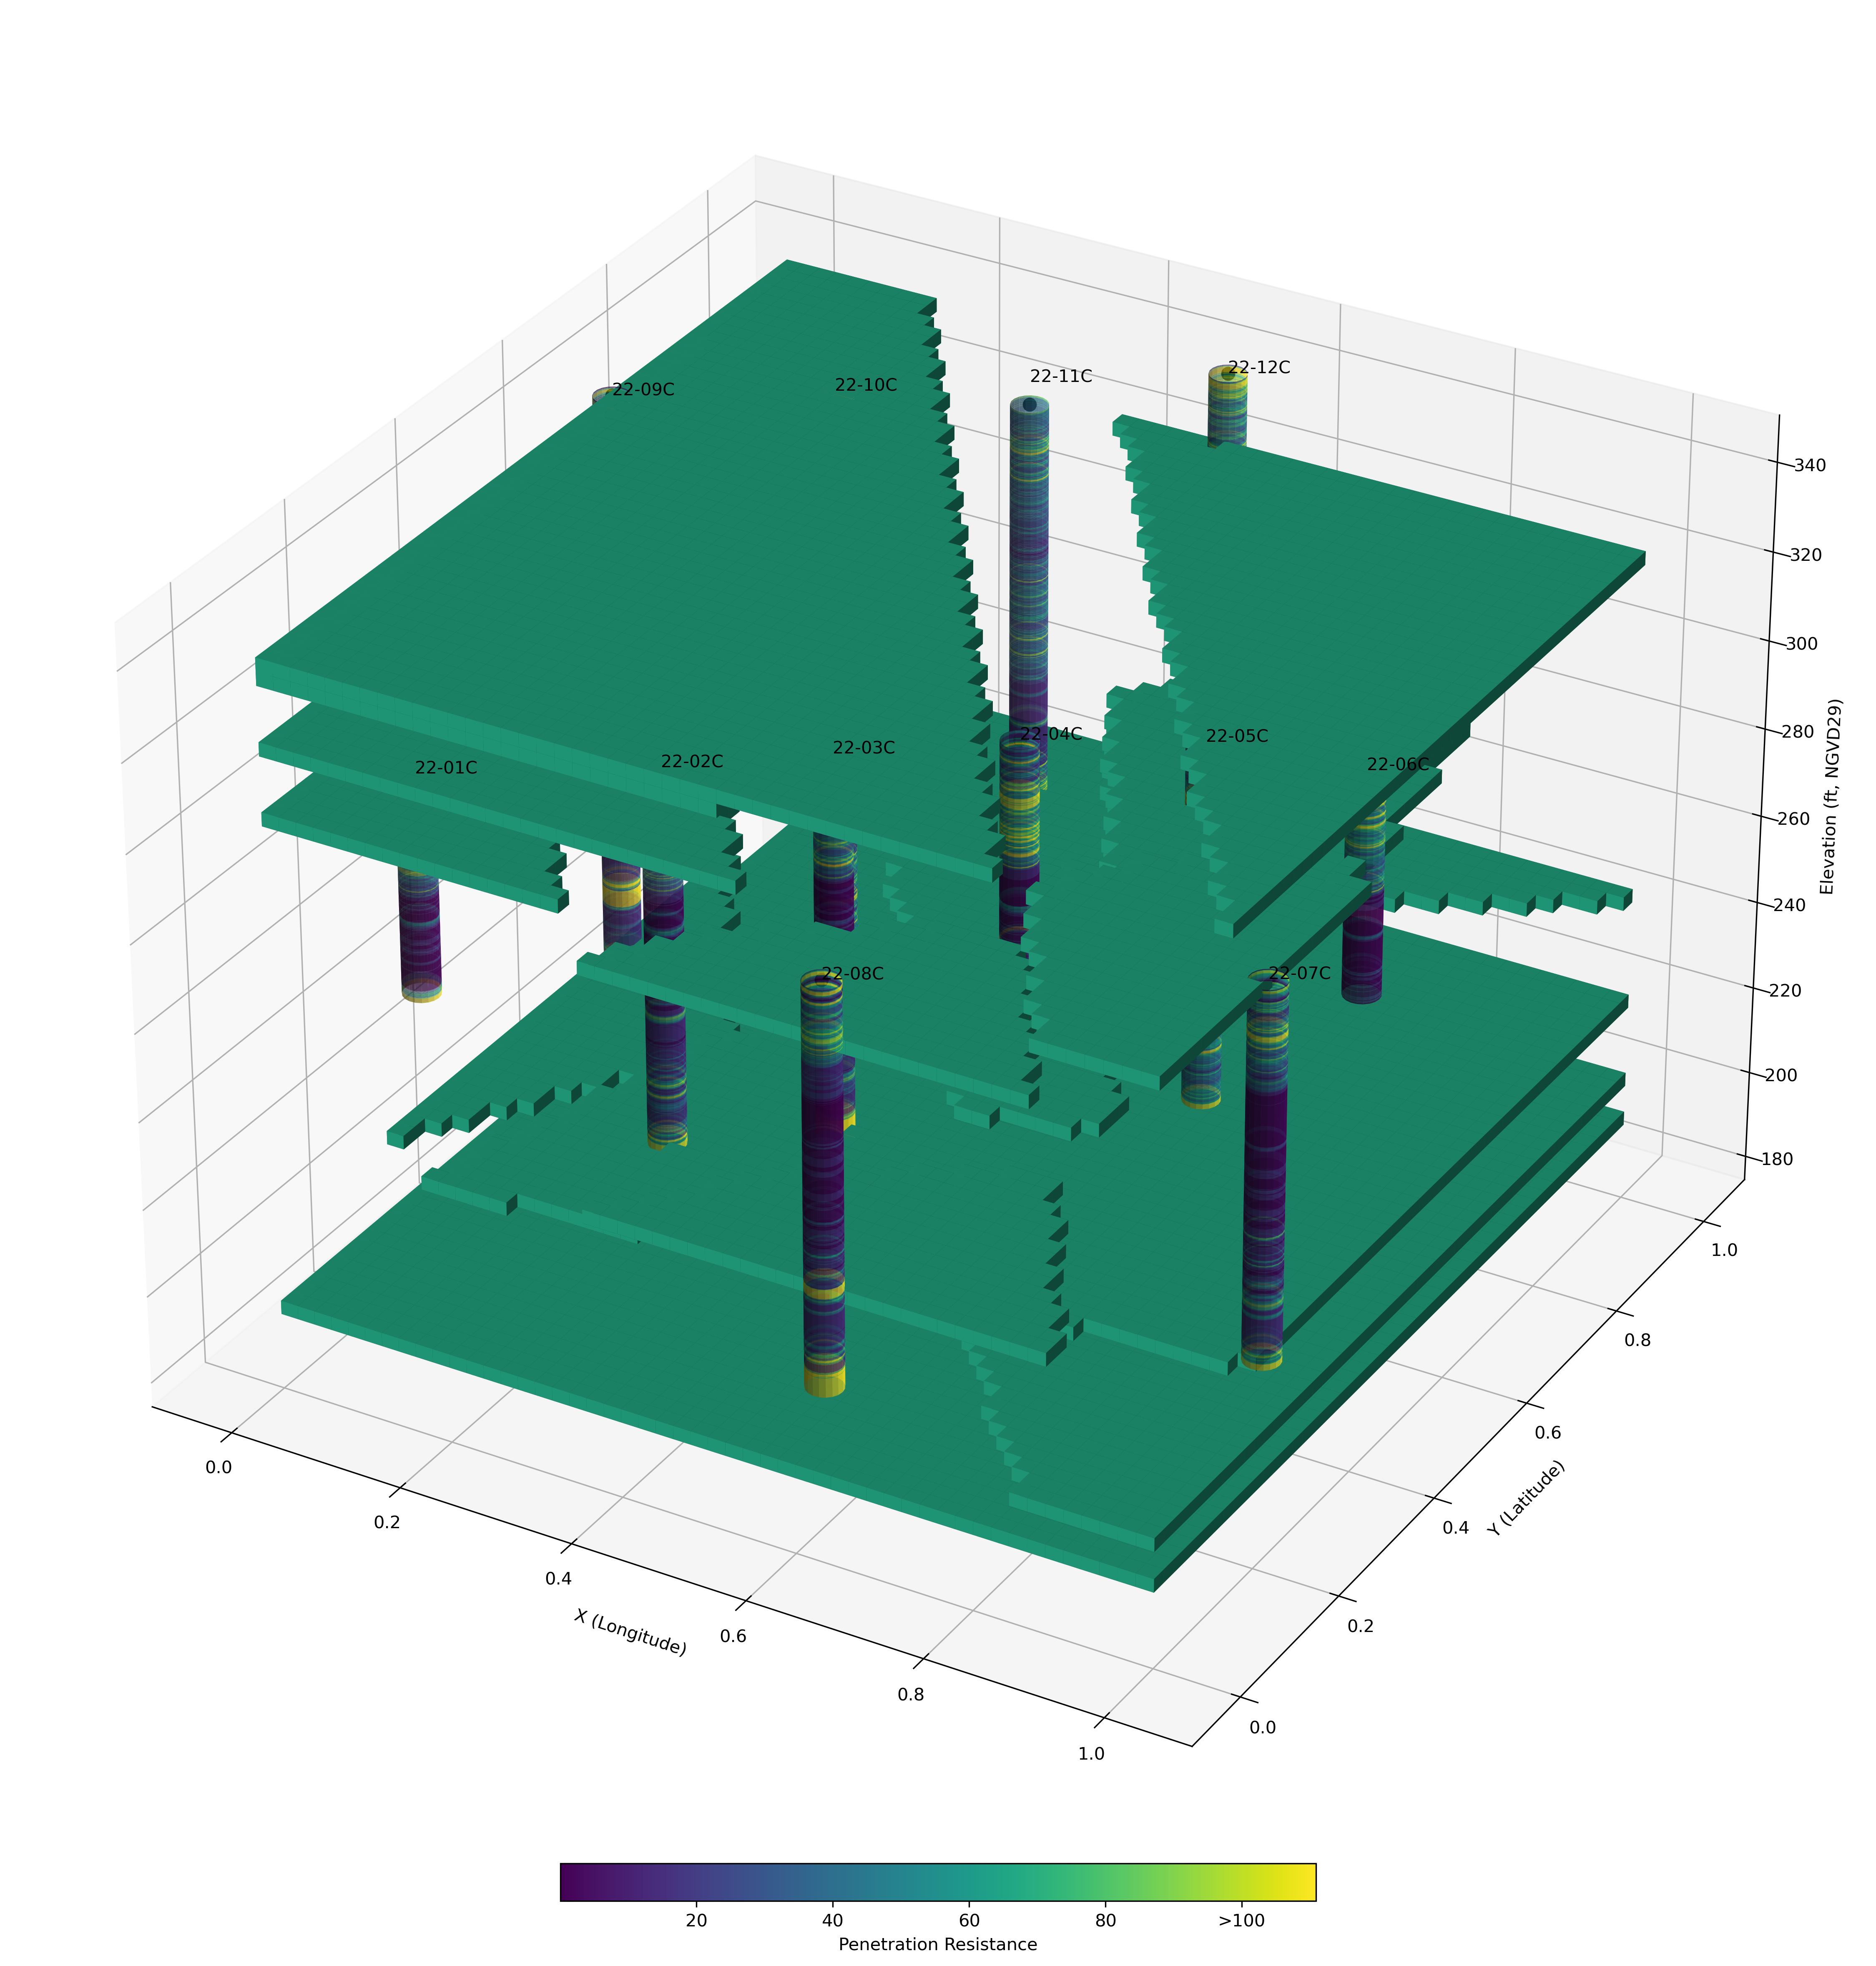 22-12C
22-11C
22-10C
22-09C
340
320
300
280
260
240
220
200
180
Elevation (ft, NGVD29)
22-04C
22-05C
22-03C
22-02C
22-01C
22-06C
22-08C
22-07C
1.0
0.8
0.6
0.4
0.2
0.0
Y (Latitude)
0.0
0.2
0.4
0.6
0.8
1.0
X (Longitude)
20 40 60 80 >100
Penetration Resistance